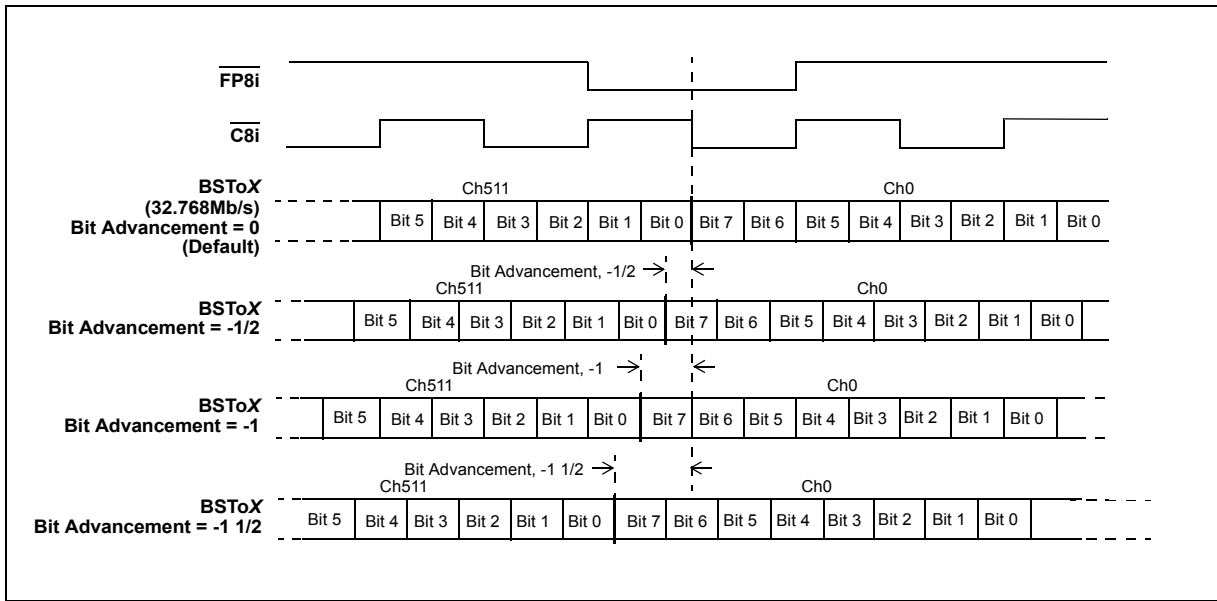 FP8i
C8i
BSToX
(32.768Mb/s)
Bit Advancement = 0
(Default)
Ch511 Ch0
Bit 5 Bit 4 Bit 3 Bit 2 Bit 1 Bit 0 Bit 7 Bit 6 Bit 5 Bit 4 Bit 3 Bit 2 Bit 1 Bit 0
Bit Advancement, -1/2
Ch511 Ch0
BSToX
Bit Advancement = -1/2
Bit 5 Bit 4 Bit 3 Bit 2 Bit 1 Bit 0 Bit 7 Bit 6 Bit 5 Bit 4 Bit 3 Bit 2 Bit 1 Bit 0
Bit Advancement, -1
Ch511 Ch0
BSToX
Bit Advancement = -1
Bit 5 Bit 4 Bit 3 Bit 2 Bit 1 Bit 0 Bit 7 Bit 6 Bit 5 Bit 4 Bit 3 Bit 2 Bit 1 Bit 0
Bit Advancement, -1 1/2
Ch511 Ch0
BSToX
Bit Advancement = -1 1/2
Bit 5 Bit 4 Bit 3 Bit 2 Bit 1 Bit 0 Bit 7 Bit 6 Bit 5 Bit 4 Bit 3 Bit 2 Bit 1 Bit 0